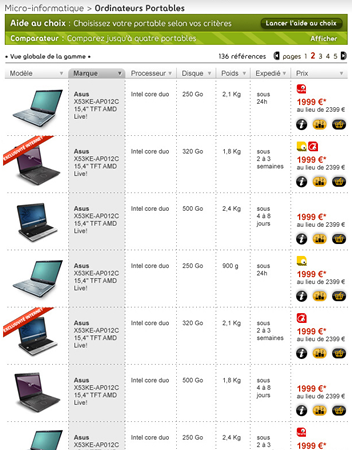 Micro-informatique > Ordinateurs Portables
Aide au choix : Choisissez votre portable selon vos critères
Lancer l'aide au choix
Comparateur : Comparez jusqu'à quatre portables
Afficher
Vue globale de la gamme
136 références
pages 1 2 3 4 5
Modèle Marque Processeur Disque Poids Expedié Prix
Asus
X53KE-AP012C
15,4" TFT AMD
Live!
Intel core duo
250 Go
2,1 Kg
sous
24h
1999 €*
au lieu de 2399 €
EXCLUSIVITÉ INTERNET
Asus
X53KE-AP012C
15,4" TFT AMD
Live!
Intel core duo
320 Go
1,8 Kg
sous
2 à 3
semaines
1999 €*
au lieu de 2399 €
Asus
X53KE-AP012C
15,4" TFT AMD
Live!
Intel core duo
500 Go
2,4 Kg
sous
4 à 8
jours
1999 €*
au lieu de 2399 €
Asus
X53KE-AP012C
15,4" TFT AMD
Live!
Intel core duo
250 Go
900 g
sous
24h
1999 €*
au lieu de 2399 €
EXCLUSIVITÉ INTERNET
Asus
X53KE-AP012C
15,4" TFT AMD
Live!
Intel core duo
320 Go
2,1 Kg
sous
2 à 3
semaines
1999 €*
au lieu de 2399 €
Asus
X53KE-AP012C
15,4" TFT AMD
Live!
Intel core duo
500 Go
1,8 Kg
sous
4 à 8
jours
1999 €*
au lieu de 2399 €
Asus
X53KE-AP012C
Intel core duo
250 Go
2,4 Kg
sous
24h
1999 €*